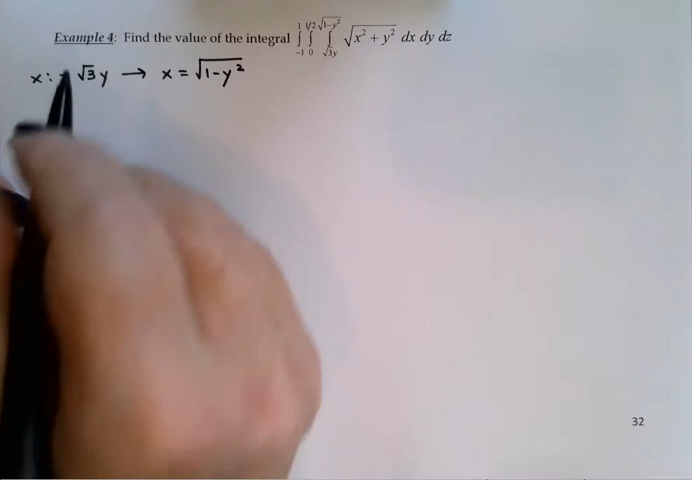 Example 4: Find the value of the integral ∫_{-1}^{1} ∫_{0}^{1/2} ∫_{√3y}^{√1-y²} √x² + y² dx dy dz
x: √3y → x = √1-y²
32